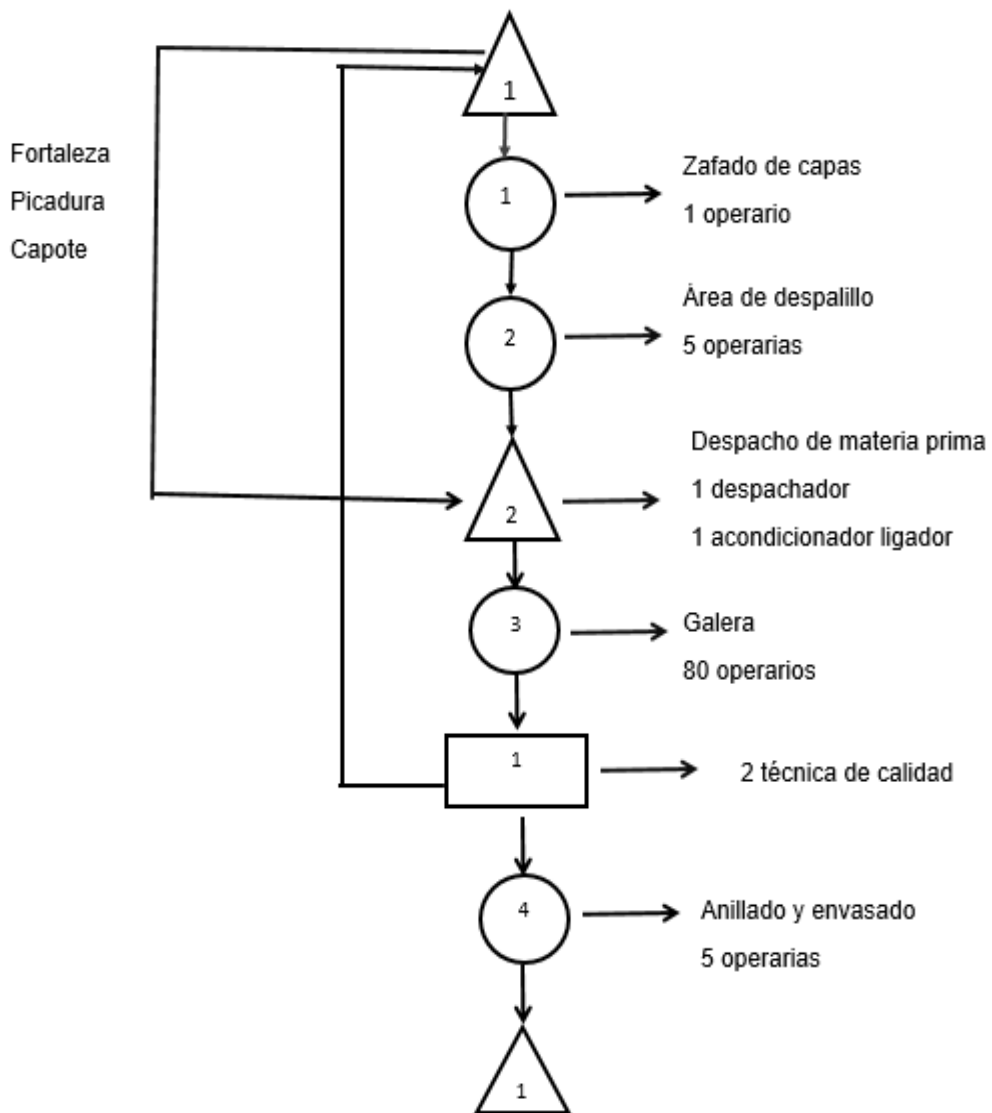 1
Fortaleza
Picadura
Capote
1
Zafado de capas
1 operario
2
Área de despalillo
5 operarias
2
Despacho de materia prima
1 despachador
1 acondicionador ligador
3
Galera
80 operarios
1
2 técnica de calidad
4
Anillado y envasado
5 operarias
1